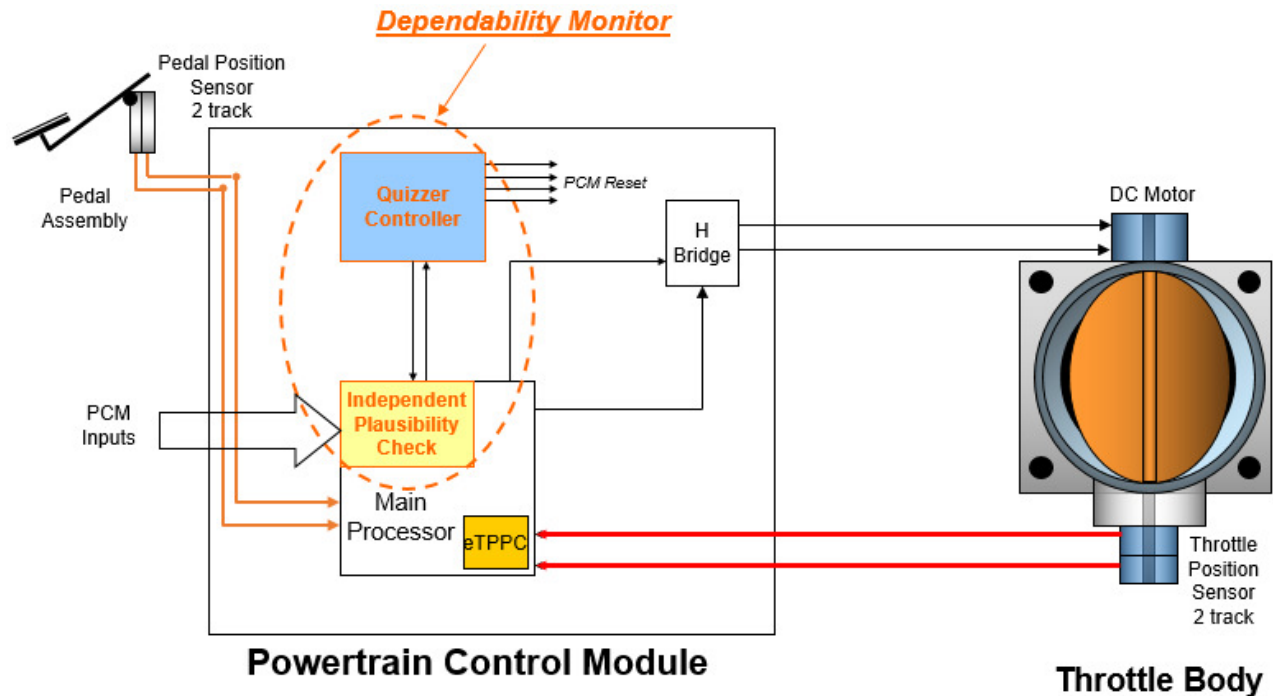 Dependability Monitor
Pedal Position
Sensor
2 track
Pedal
Assembly
Quizzer
Controller
PCM Reset
H
Bridge
DC Motor
PCM
Inputs
Independent
Plausibility
Check
Main
Processor
eTPPC
Throttle
Position
Sensor
2 track
Powertrain Control Module
Throttle Body